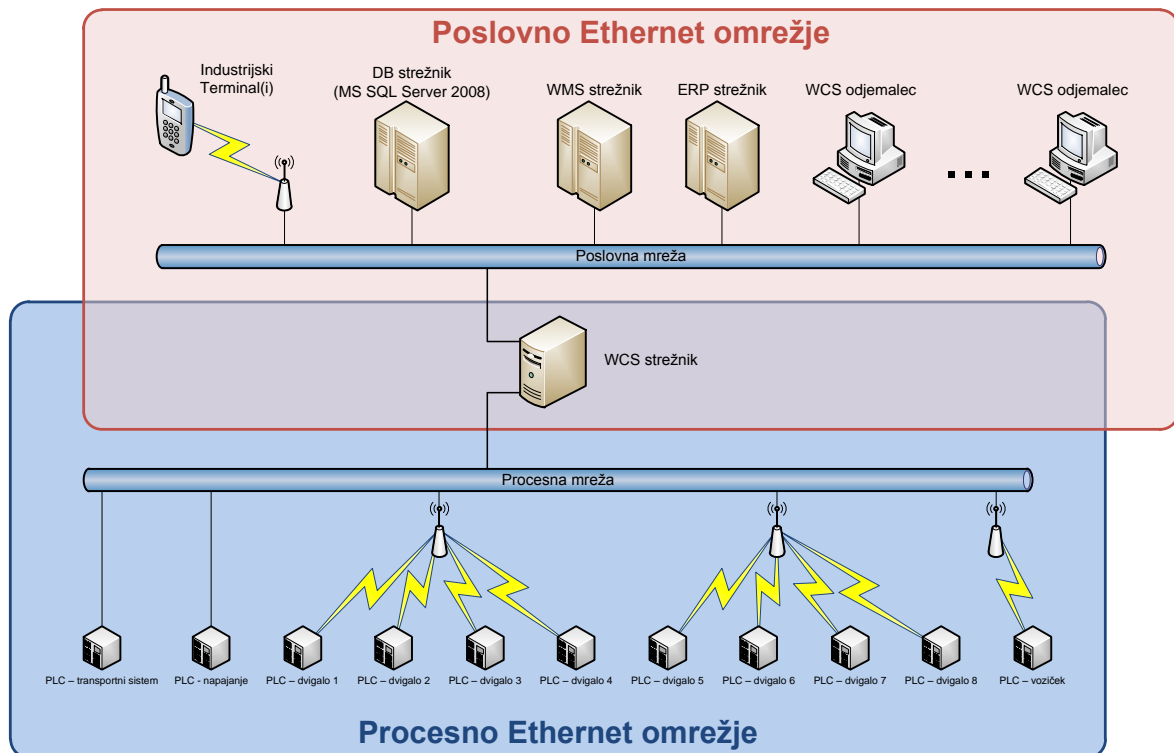 Poslovno Ethernet omrežje
Industrijski
Terminal(i)
DB strežnik
(MS SQL Server 2008)
WMS strežnik
ERP strežnik
WCS odjemalec
WCS odjemalec
Poslovna mreža
WCS strežnik
Procesna mreža
PLC – transportni sistem
PLC - napajanje
PLC – dvigalo 1
PLC – dvigalo 2
PLC – dvigalo 3
PLC – dvigalo 4
PLC – dvigalo 5
PLC – dvigalo 6
PLC – dvigalo 7
PLC – dvigalo 8
PLC – voziček
Procesno Ethernet omrežje